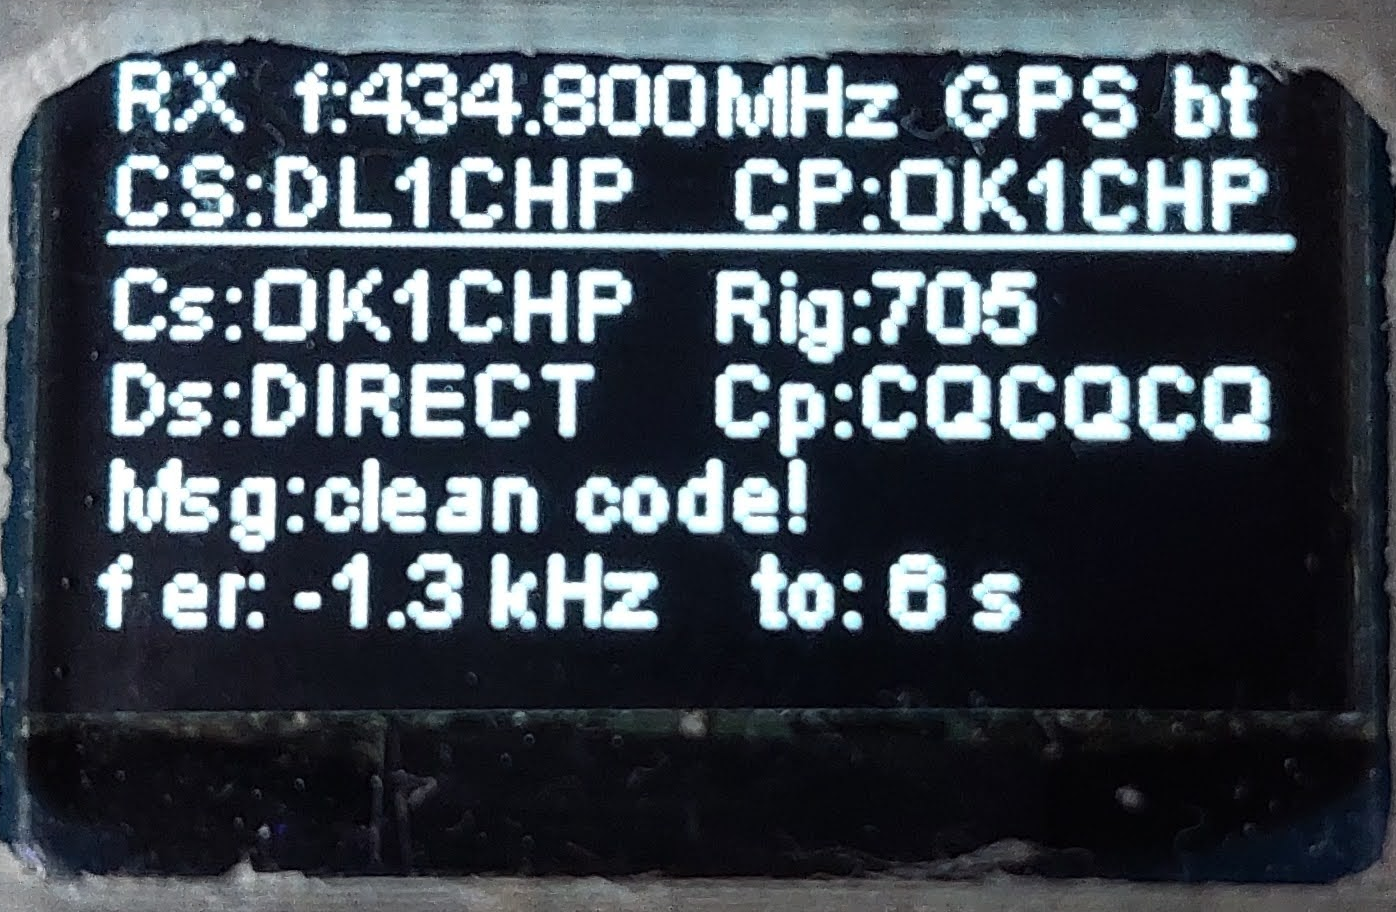 RX f:434.800MHz GPS bt
CS:DL1CHP CP:OK1CHP
Cs:OK1CHP Rig:705
Ds:DIRECT Cp:CQCQCQ
Msg:clean code!
f er: -1.3 kHz to: 6 s